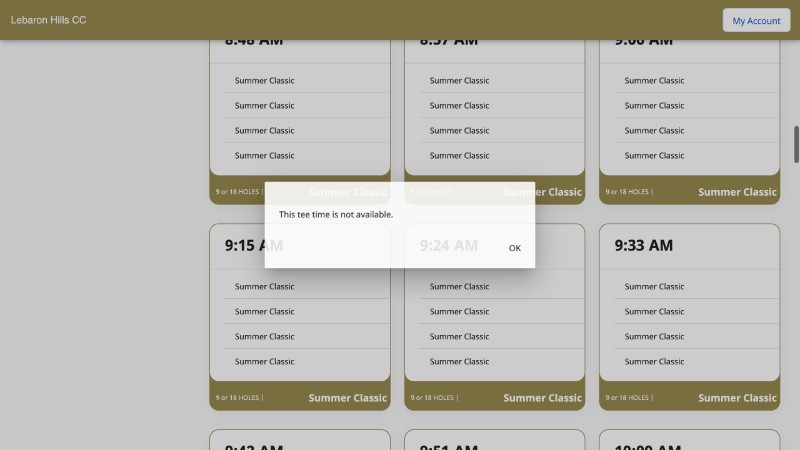 Lebaron Hills CC
My Account
8:48 AM
8:57 AM
9:06 AM
Summer Classic
Summer Classic
Summer Classic
Summer Classic
Summer Classic
Summer Classic
Summer Classic
Summer Classic
Summer Classic
Summer Classic
Summer Classic
Summer Classic
9 or 18 HOLES |
Summer Classic
9 or 18 HOLES |
Summer Classic
9 or 18 HOLES |
Summer Classic
This tee time is not available.
OK
9:15 AM
9:24 AM
9:33 AM
Summer Classic
Summer Classic
Summer Classic
Summer Classic
Summer Classic
Summer Classic
Summer Classic
Summer Classic
Summer Classic
Summer Classic
Summer Classic
Summer Classic
9 or 18 HOLES |
Summer Classic
9 or 18 HOLES |
Summer Classic
9 or 18 HOLES |
Summer Classic
9:42 AM
9:51 AM
10:00 AM